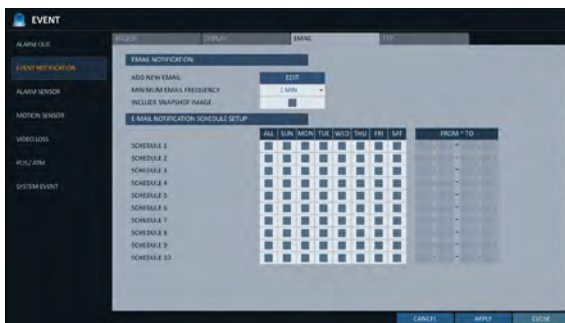 EVENT
ALARM OUT
BUZZER DISPLAY EMAIL FTP
EVENT NOTIFICATION
EMAIL NOTIFICATION
ADD NEW EMAIL EDIT
ALARM SENSOR
MINIMUM EMAIL FREQUENCY 1 MIN
INCLUDE SNAPSHOT IMAGE
MOTION SENSOR
E-MAIL NOTIFICATION SCHEDULE SETUP
ALL SUN MON TUE WED THU FRI SAT FROM ~ TO
VIDEO LOSS
SCHEDULE 1 ~
SCHEDULE 2 ~
POS/ATM
SCHEDULE 3 ~
SCHEDULE 4 ~
SYSTEM EVENT
SCHEDULE 5 ~
SCHEDULE 6 ~
SCHEDULE 7 ~
SCHEDULE 8 ~
SCHEDULE 9 ~
SCHEDULE 10 ~
CANCEL APPLY CLOSE